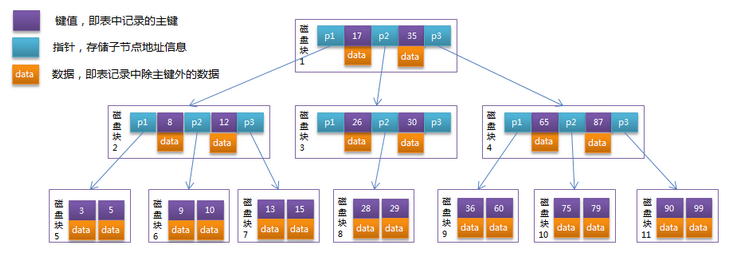 键值，即表中记录的主键
指针，存储子节点地址信息
data 数据，即表记录中除主键外的数据
磁盘块1 p1 17 p2 35 p3
data data
磁盘块2 p1 8 p2 12 p3
data data
磁盘块3 p1 26 p2 30 p3
data data
磁盘块4 p1 65 p2 87 p3
data data
磁盘块5 3 5
data data
磁盘块6 9 10
data data
磁盘块7 13 15
data data
磁盘块8 28 29
data data
磁盘块9 36 60
data data
磁盘块10 75 79
data data
磁盘块11 90 99
data data